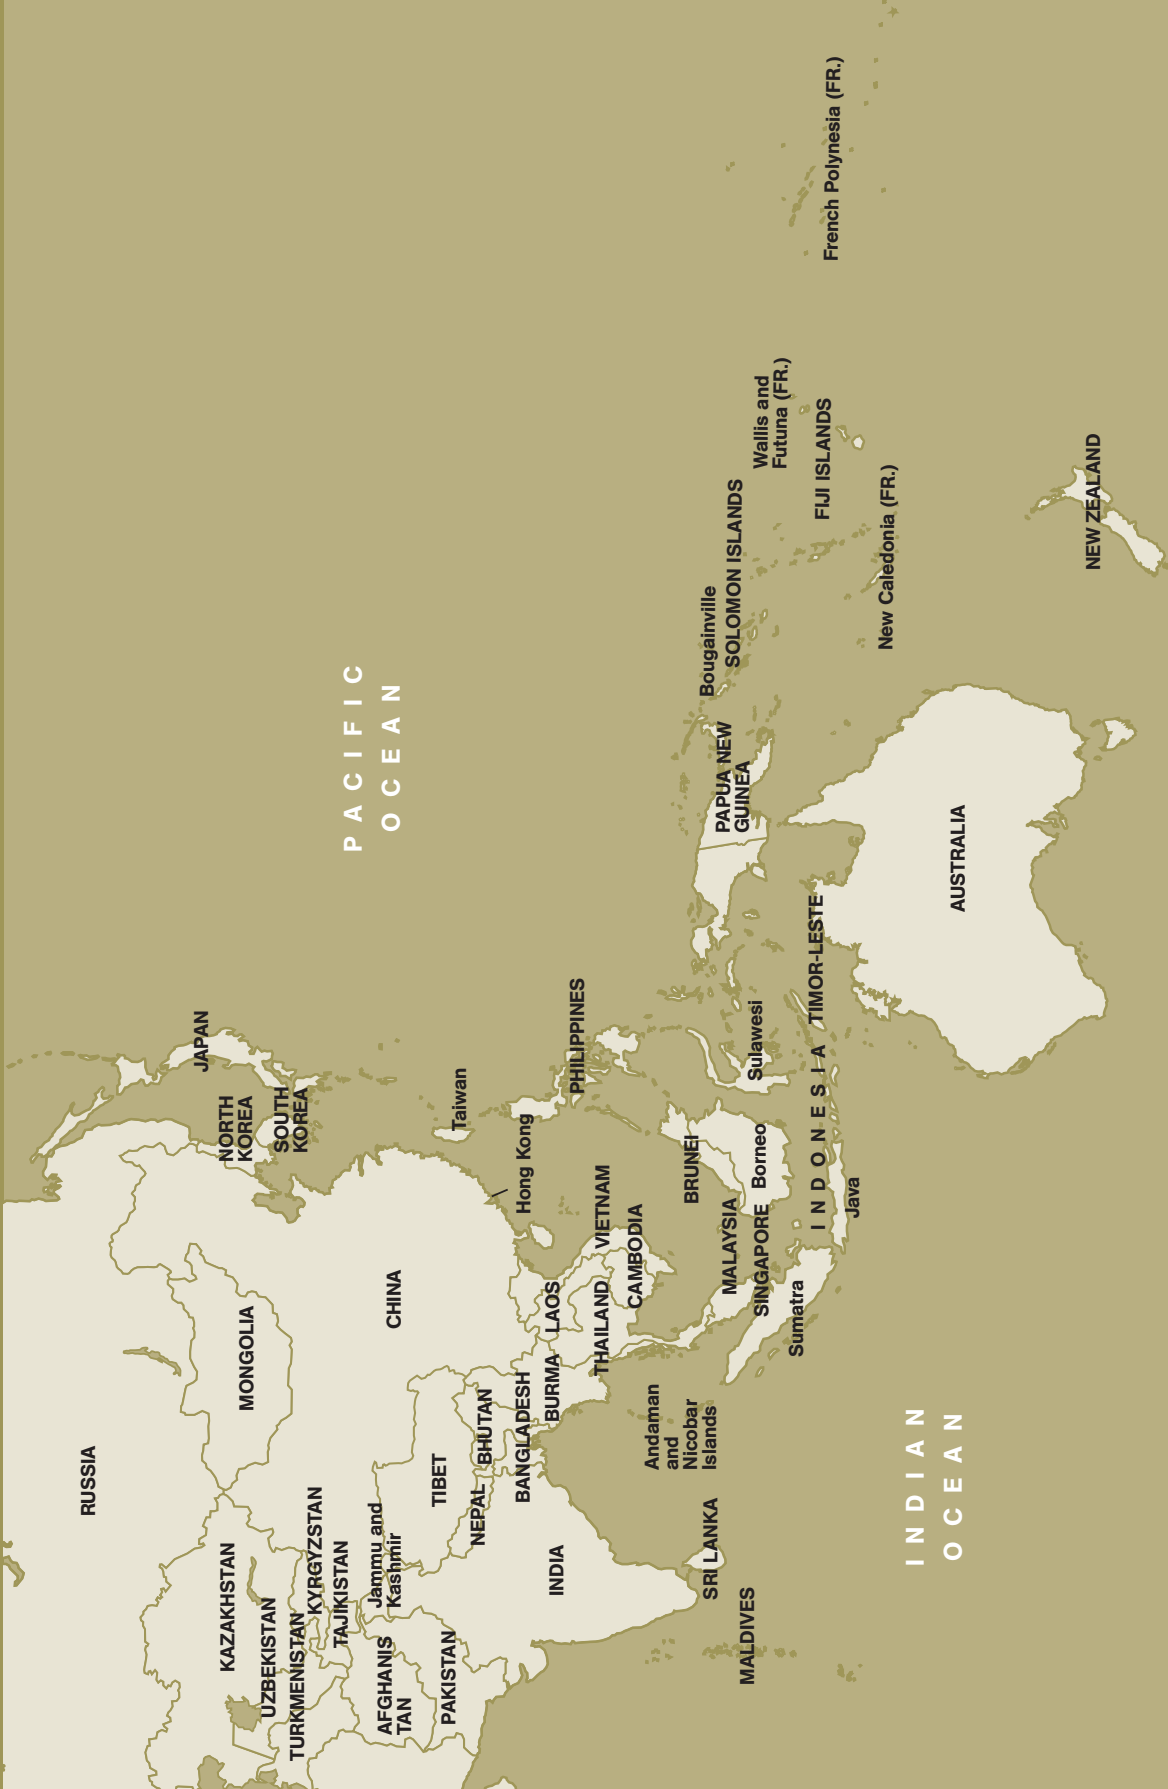 RUSSIA
KAZAKHSTAN
MONGOLIA
UZBEKISTAN
TURKMENISTAN
KYRGYZSTAN
TAJIKISTAN
AFGHANIS
TAN
PAKISTAN
Jammu and
Kashmir
TIBET
CHINA
NORTH
KOREA
SOUTH
KOREA
JAPAN
PACIFIC
OCEAN
NEPAL
BHUTAN
BANGLADESH
INDIA
BURMA
LAOS
THAILAND
CAMBODIA
VIETNAM
Hong Kong
Taiwan
PHILIPPINES
Andaman
and
Nicobar
Islands
SRI LANKA
MALDIVES
BRUNEI
MALAYSIA
SINGAPORE
Borneo
Sulawesi
Sumatra
INDONESIA
Java
TIMOR-LESTE
PAPUA NEW
GUINEA
Bougainville
SOLOMON ISLANDS
Wallis and
Futuna (FR.)
FIJI ISLANDS
New Caledonia (FR.)
French Polynesia (FR.)
INDIAN
OCEAN
AUSTRALIA
NEW ZEALAND